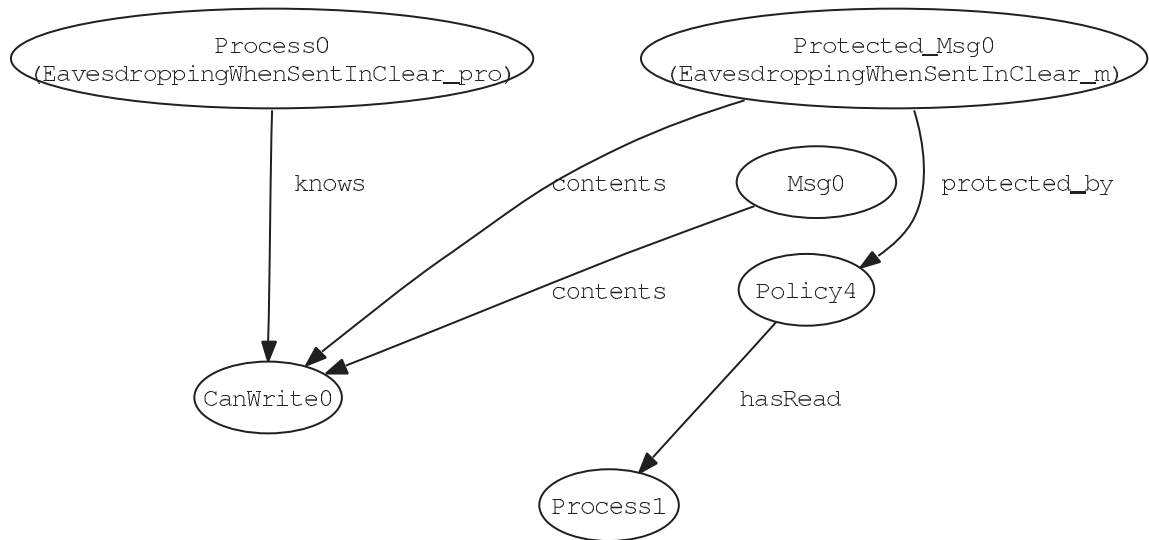 Process0
(EavesdroppingWhenSentInClear_pro)
Protected_Msg0
(EavesdroppingWhenSentInClear_m)
knows
contents
Msg0
protected_by
contents
Policy4
CanWrite0
hasRead
Process1